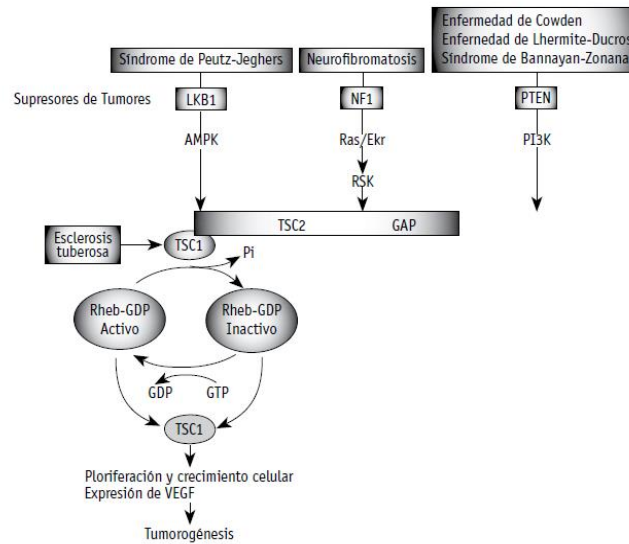 Enfermedad de Cowden
Enfernedad de Lhermite-Ducros
Síndrome de Bannayan-Zonana
Síndrome de Peutz-Jeghers
Neurofibromatosis
Supresores de Tumores
LKB1
NF1
PTEN
AMPK
Ras/Ekr
PI3K
RSK
TSC2
GAP
Esclerosis
tuberosa
TSC1
Pi
Rheb-GDP
Activo
Rheb-GDP
Inactivo
GDP
GTP
TSC1
Ploriferación y crecimiento celular
Expresión de VEGF
Tumorogénesis